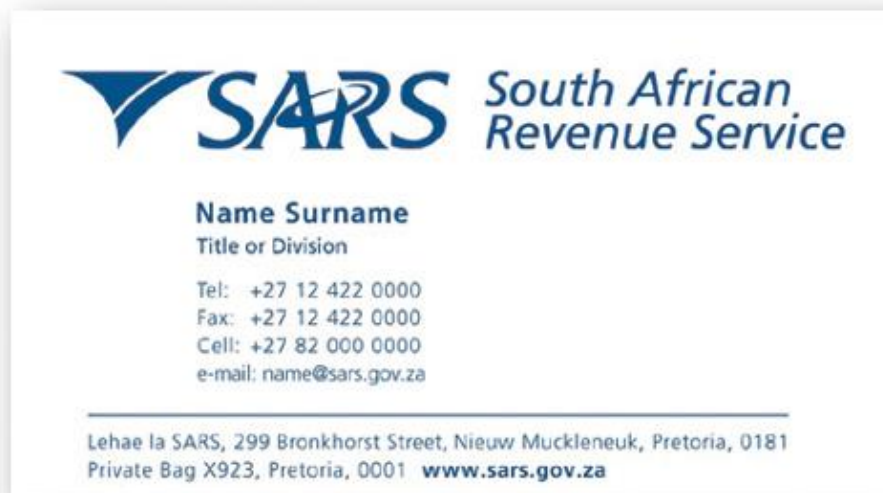 SARS South African
Revenue Service
Name Surname
Title or Division
Tel: +27 12 422 0000
Fax: +27 12 422 0000
Cell: +27 82 000 0000
e-mail: name@sars.gov.za
Lehae la SARS, 299 Bronkhorst Street, Nieuw Muckleneuk, Pretoria, 0181
Private Bag X923, Pretoria, 0001 www.sars.gov.za